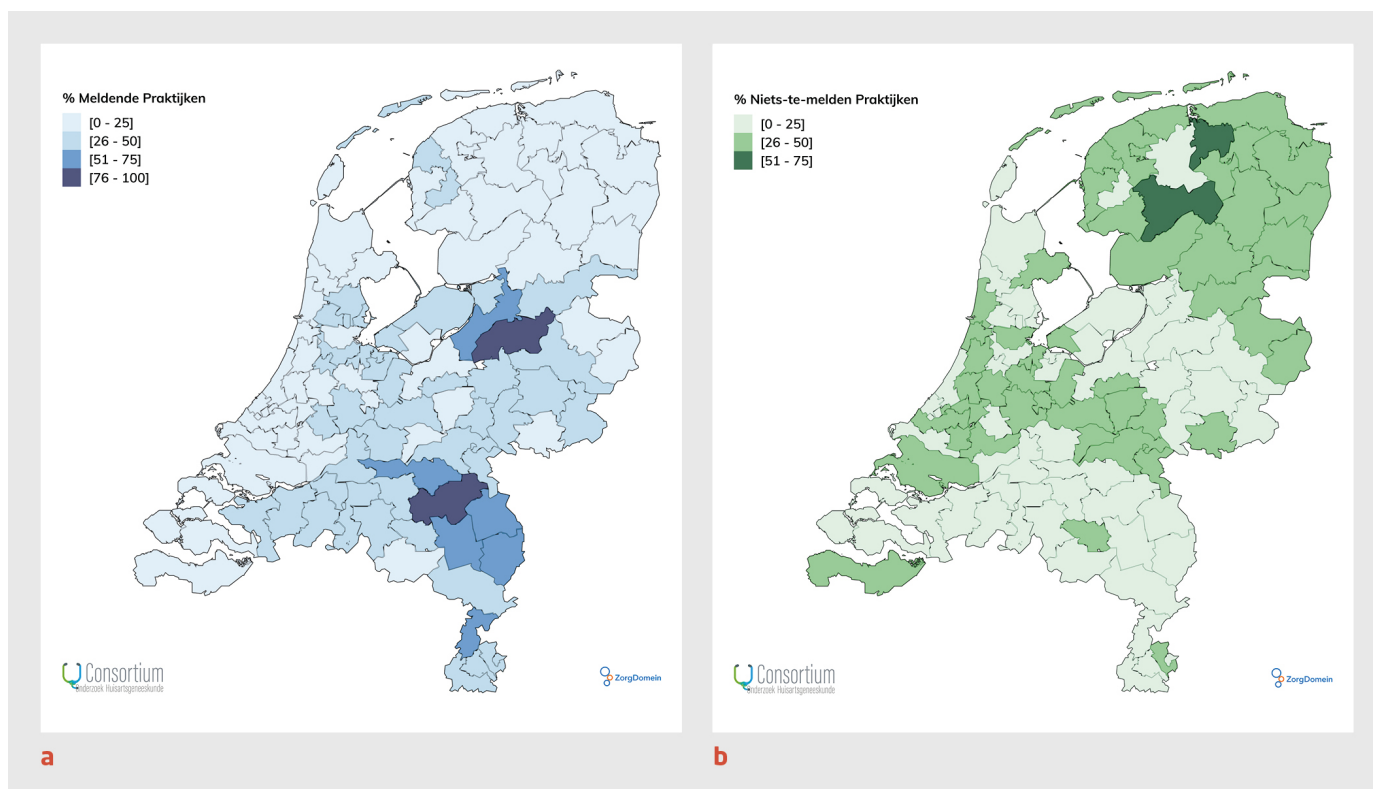 % Meldende Praktijken
[0 - 25]
[26 - 50]
[51 - 75]
[76 - 100]
Consortium
Onderzoek Huisartsgeneeskunde
ZorgDomein
a
% Niets-te-melden Praktijken
[0 - 25]
[26 - 50]
[51 - 75]
Consortium
Onderzoek Huisartsgeneeskunde
ZorgDomein
b